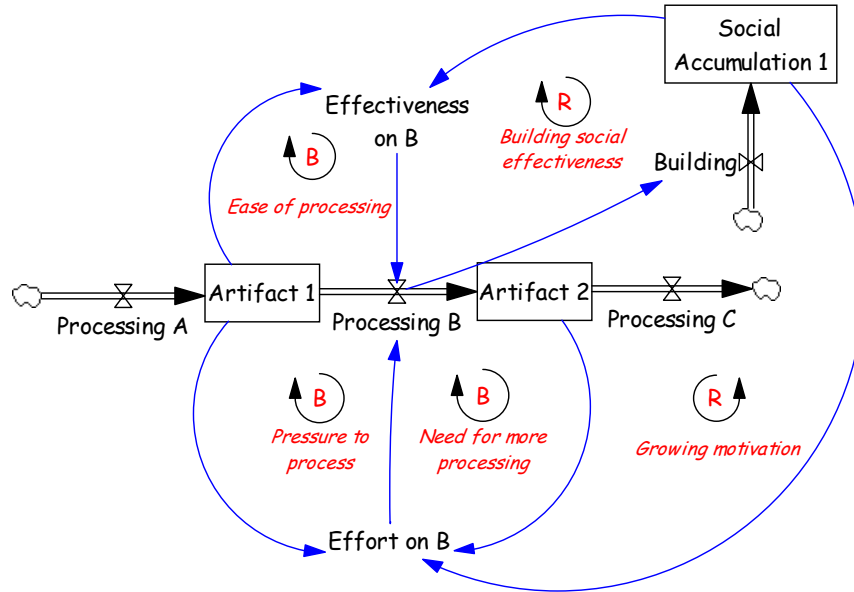 Social
Accumulation 1
Effectiveness
on B
R
Building social
effectiveness
Building
B
Ease of processing
Artifact 1
Artifact 2
Processing A
Processing B
Processing C
B
Pressure to
process
B
Need for more
processing
R
Growing motivation
Effort on B